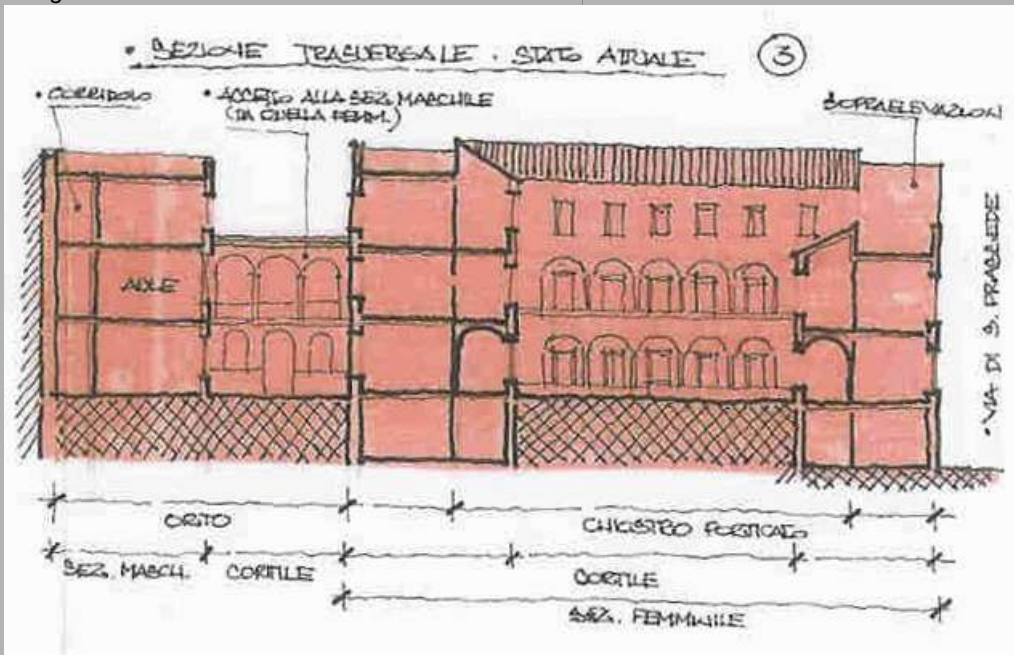 • SEZIONE TRASVERSALE . STATO ATTUALE 3
• CORRIDOIO
• ACCESSO ALLA SEZ. MASCHILE
(DA QUELLA FEMM.)
SOPRAELEVAZIONI
AULE
• VIA DI S. PRASSEDE
ORTO
CHIOSTRO PORTICATO
SEZ. MASCH.
CORTILE
CORTILE
SEZ. FEMMINILE